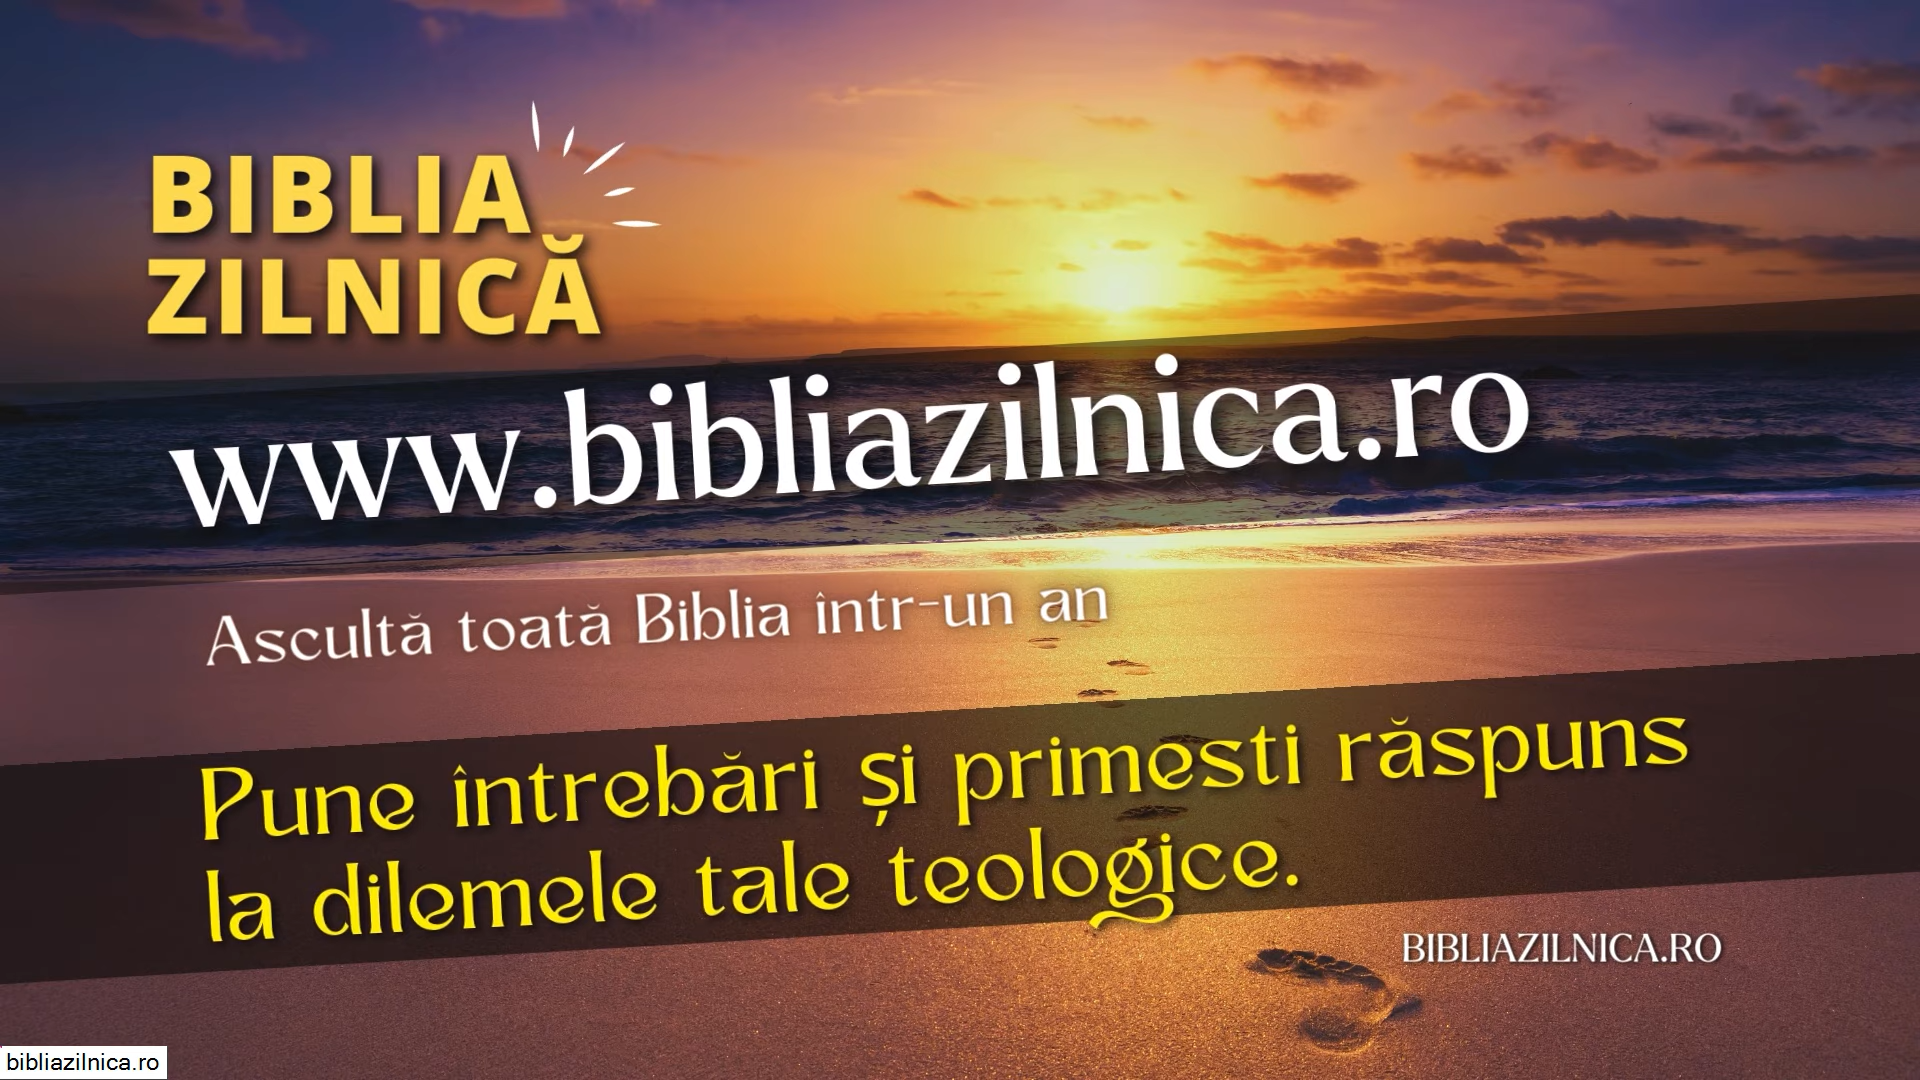 BIBLIA
ZILNICĂ
www.bibliazilnica.ro
Ascultă toată Biblia într-un an
Pune întrebări și primesti răspuns
la dilemele tale teologice.
BIBLIAZILNICA.RO
bibliazilnica.ro